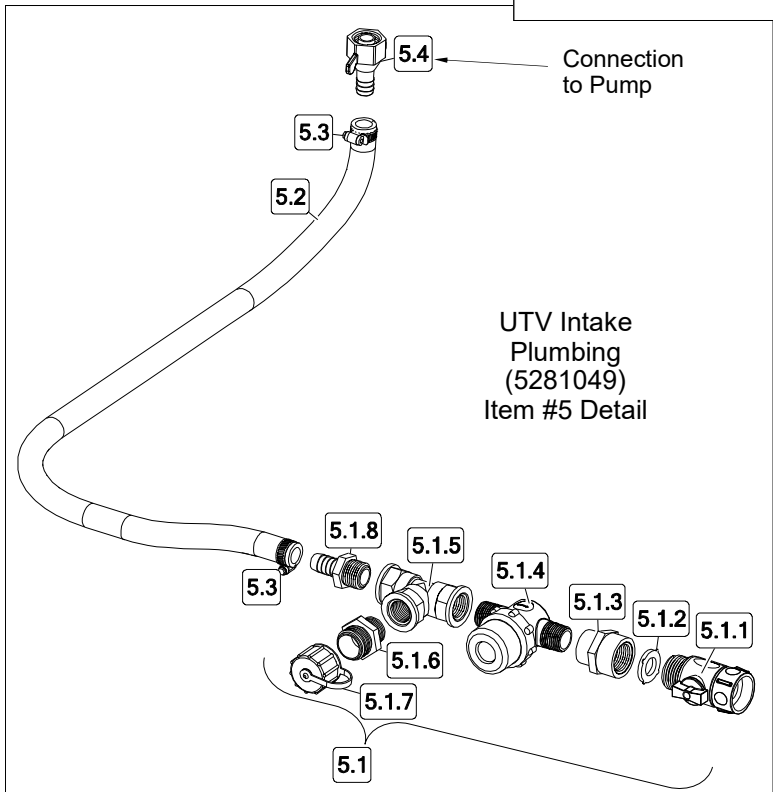 5.4
Connection
to Pump
5.3
5.2
UTV Intake
Plumbing
(5281049)
Item #5 Detail
5.1.8
5.1.5
5.1.4
5.1.3
5.1.2
5.1.1
5.3
5.1.6
5.1.7
5.1